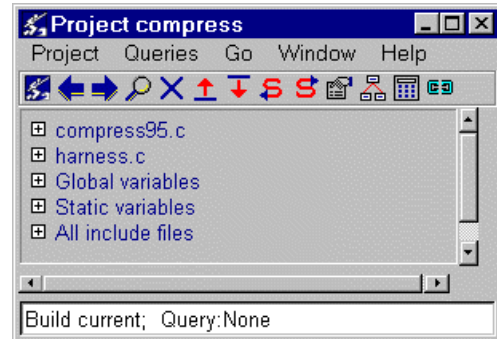 Project compress
Project Queries Go Window Help
compress95.c
harness.c
Global variables
Static variables
All include files
Build current; Query:None